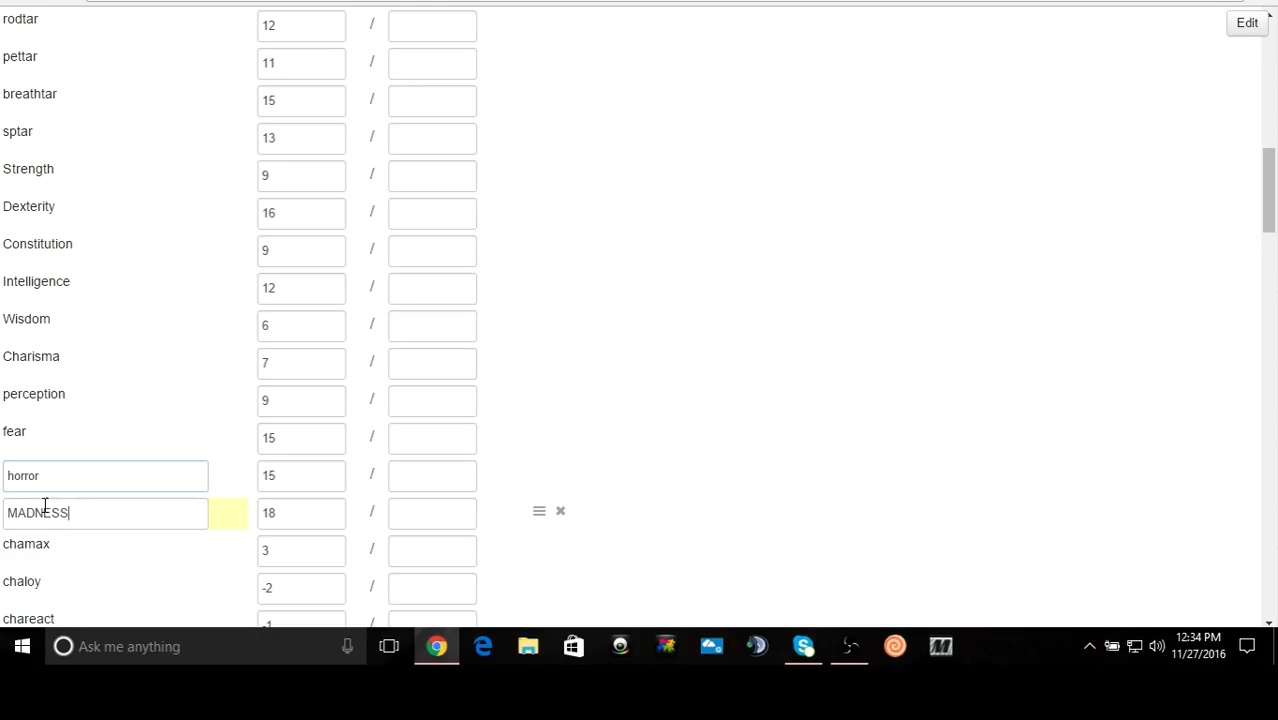 rodtar 12 /
Edit
pettar 11 /
breathtar 15 /
sptar 13 /
Strength 9 /
Dexterity 16 /
Constitution 9 /
Intelligence 12 /
Wisdom 6 /
Charisma 7 /
perception 9 /
fear 15 /
horror 15 /
MADNESS 18 /
chamax 3 /
chaloy -2 /
chareact -1 /
Ask me anything
12:34 PM
11/27/2016